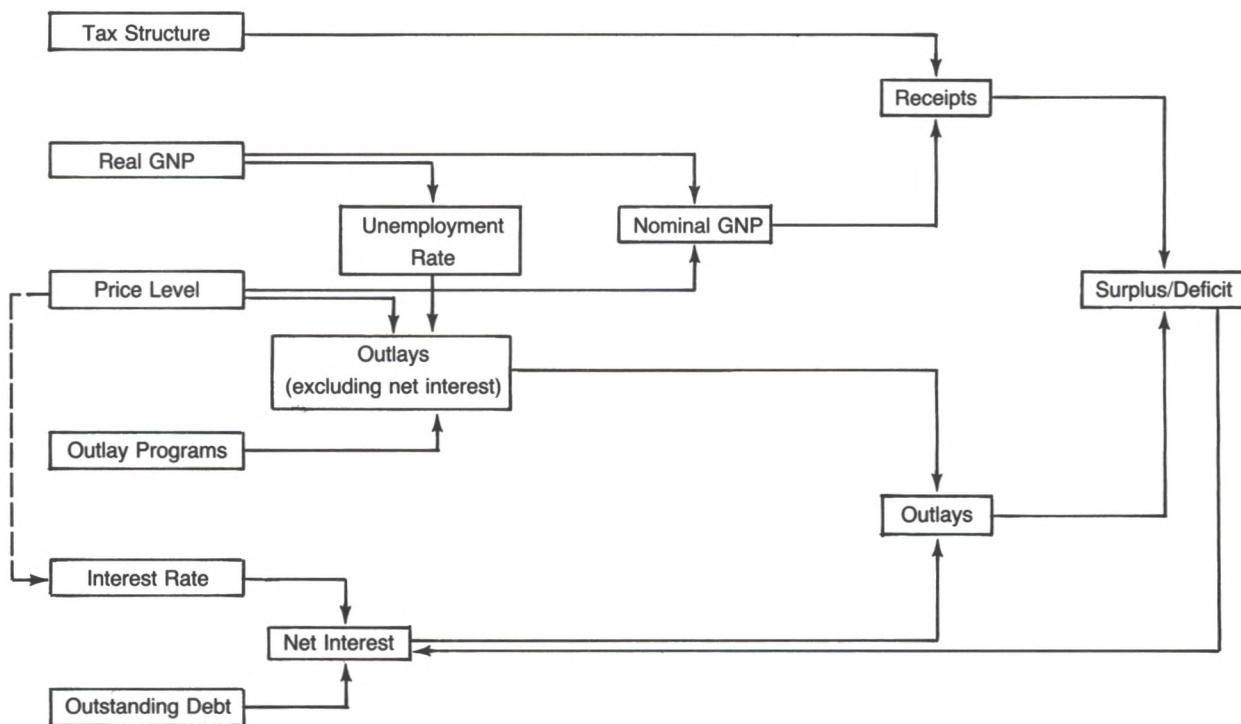 Tax Structure
Receipts
Real GNP
Unemployment
Rate
Nominal GNP
Price Level
Surplus/Deficit
Outlays
(excluding net interest)
Outlay Programs
Outlays
Interest Rate
Net Interest
Outstanding Debt